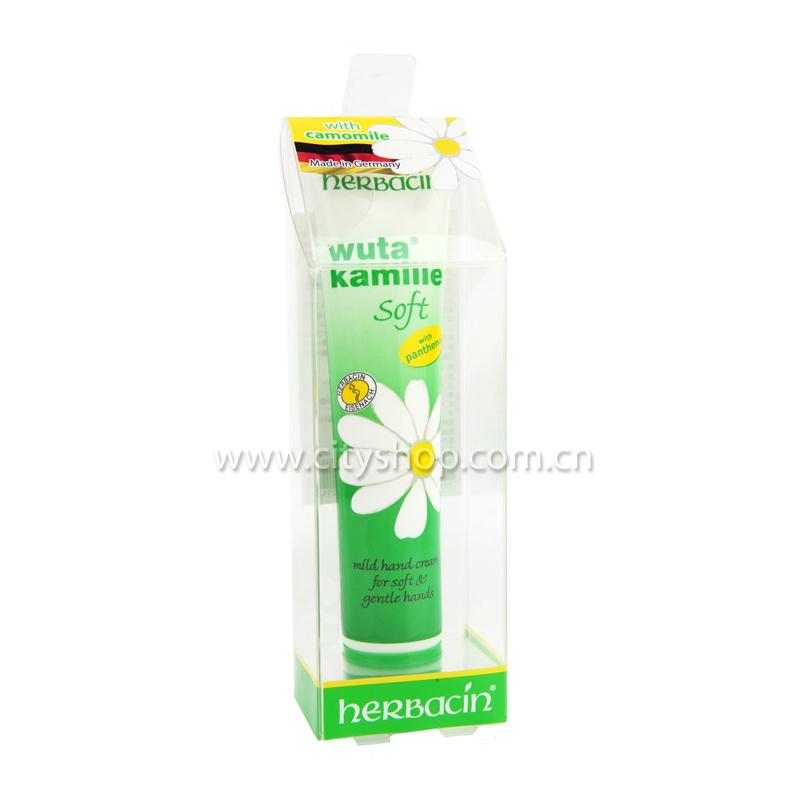 with
camomile
Made in Germany
herbacin
wuta®
kamille
Soft
with
panthenol
HERBACIN
EISENACH
www.cityshop.com.cn
mild hand cream
for soft &
gentle hands
herbacin®